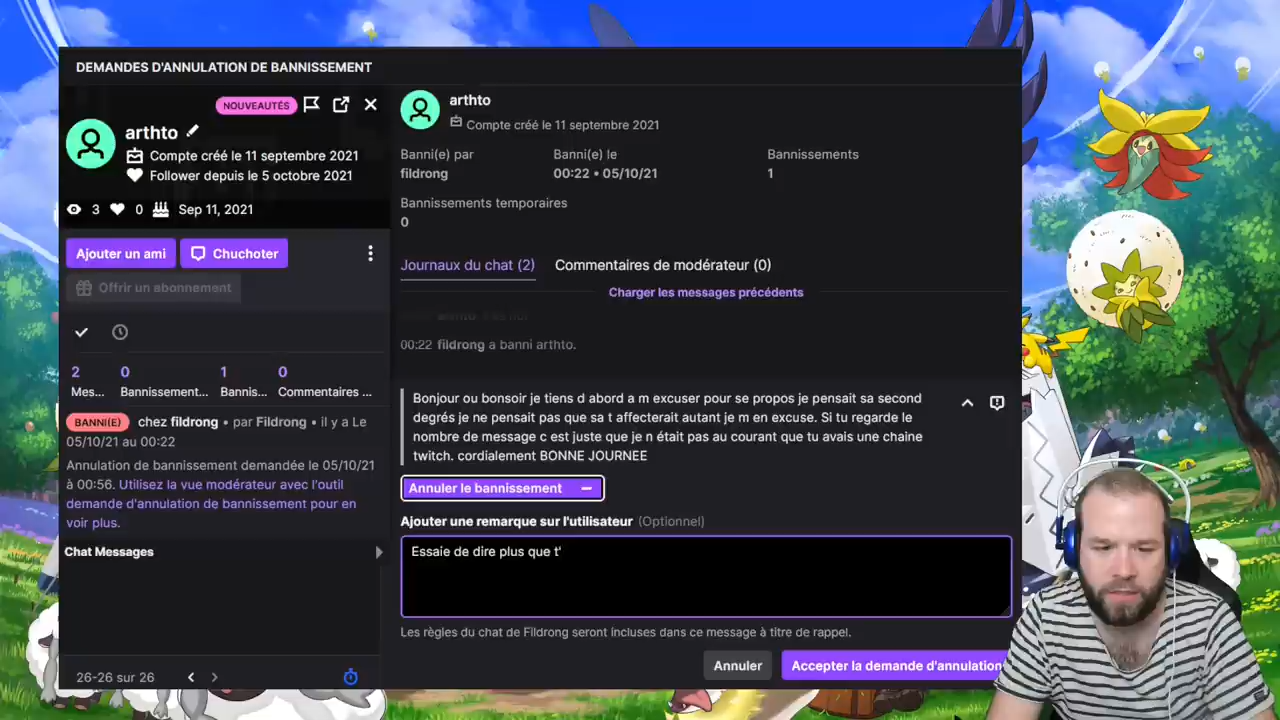 DEMANDES D'ANNULATION DE BANNISSEMENT
NOUVEAUTÉS
arthto
Compte créé le 11 septembre 2021
Follower depuis le 5 octobre 2021
3 0 Sep 11, 2021
Ajouter un ami
Chuchoter
Offrir un abonnement
2 0 1 0
Mes... Bannissement... Bannis... Commentaires ...
BANNI(E) chez fildrong • par Fildrong • il y a Le
05/10/21 au 00:22
Annulation de bannissement demandée le 05/10/21
à 00:56. Utilisez la vue modérateur avec l'outil
demande d'annulation de bannissement pour en
voir plus.
Chat Messages
26-26 sur 26
arthto
Compte créé le 11 septembre 2021
Banni(e) par Banni(e) le Bannissements
fildrong 00:22 • 05/10/21 1
Bannissements temporaires
0
Journaux du chat (2) Commentaires de modérateur (0)
Charger les messages précédents
00:22 fildrong a banni arthto.
Bonjour ou bonsoir je tiens d abord a m excuser pour se propos je pensait sa second
degrés je ne pensait pas que sa t affecterait autant je m en excuse. Si tu regarde le
nombre de message c est juste que je n était pas au courant que tu avais une chaine
twitch. cordialement BONNE JOURNEE
Annuler le bannissement
Ajouter une remarque sur l'utilisateur (Optionnel)
Essaie de dire plus que t'
Les règles du chat de Fildrong seront incluses dans ce message à titre de rappel.
Annuler
Accepter la demande d'annulation